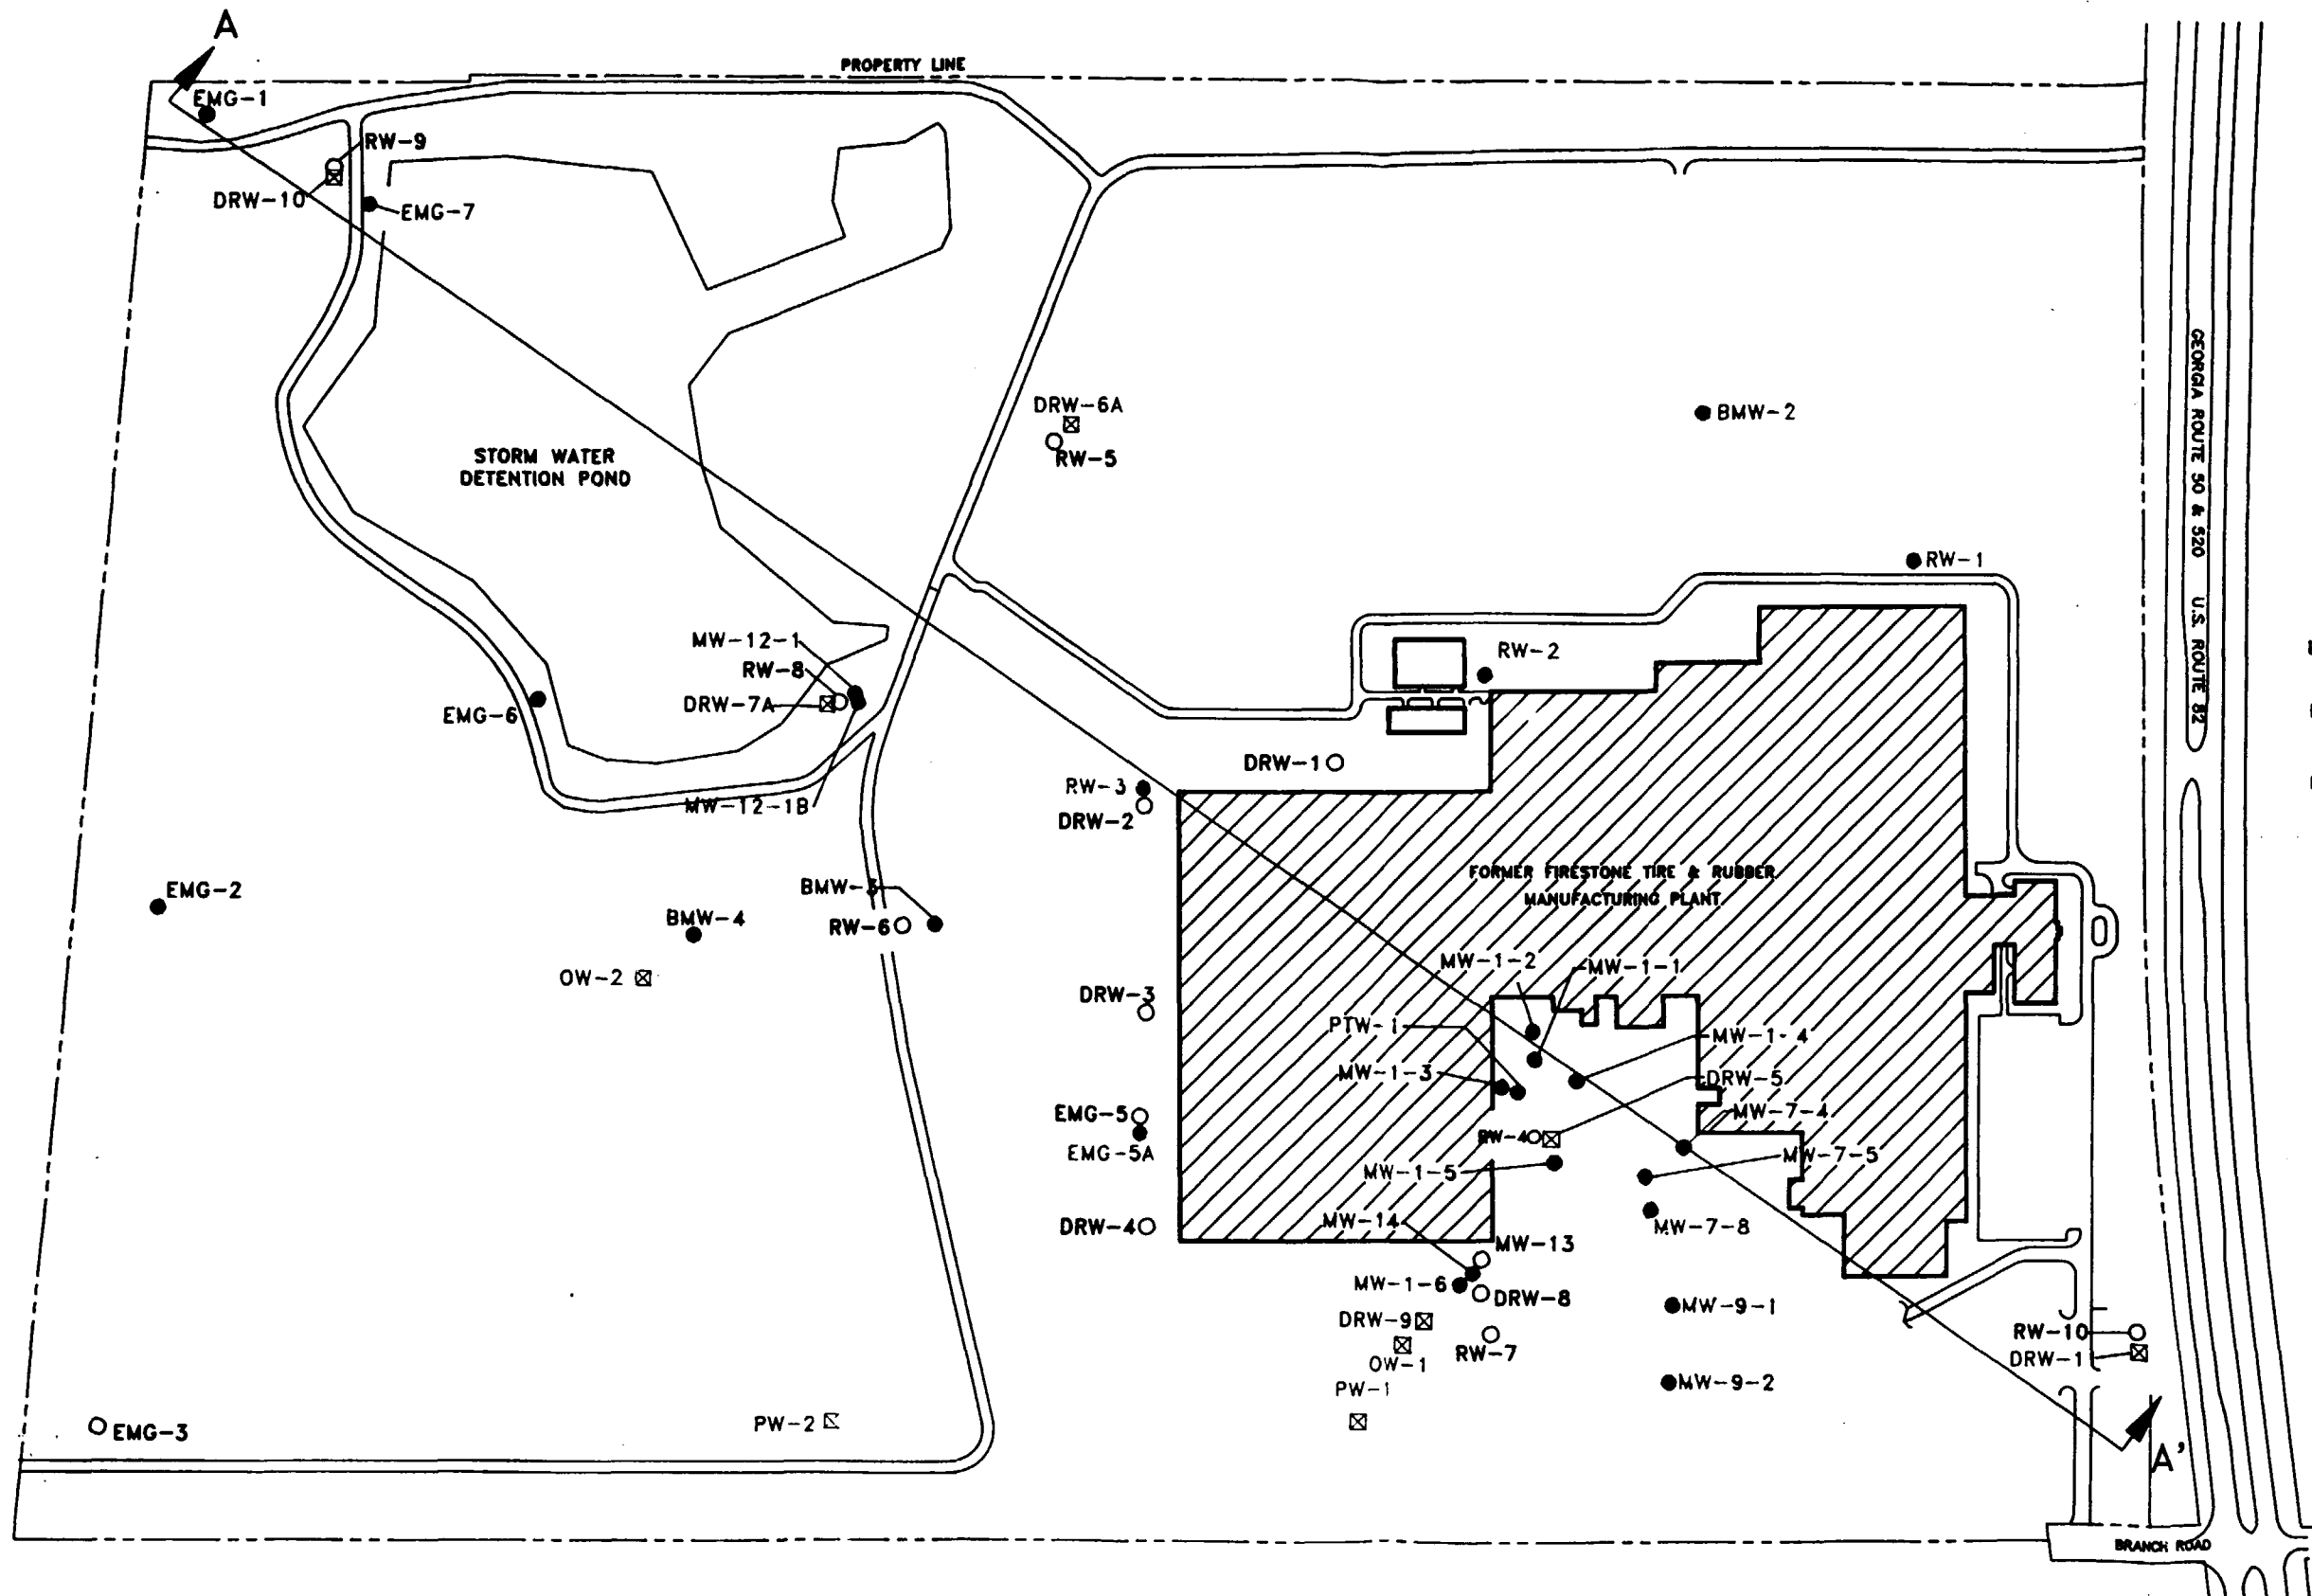 A
PROPERTY LINE
EMG-1
RW-9
DRW-10
EMG-7
GEORGIA ROUTE 50 & 520 U.S. ROUTE 82
DRW-6A
RW-5
BMW-2
STORM WATER
DETENTION POND
RW-1
MW-12-1
RW-2
RW-8
DRW-7A
EMG-6
DRW-1
RW-3
MW-12-1B
DRW-2
FORMER FIRESTONE TIRE & RUBBER
MANUFACTURING PLANT
EMG-2
BMW-3
BMW-4
RW-6
OW-2
MW-1-2
MW-1-1
DRW-3
PTW-1
MW-1-4
MW-1-3
DRW-5
EMG-5
MW-7-4
RW-4
EMG-5A
MW-7-5
MW-1-5
DRW-4
MW-14
MW-7-8
MW-13
MW-1-6
DRW-8
MW-9-1
DRW-9
RW-10
OW-1
RW-7
DRW-1
PW-1
MW-9-2
PW-2
EMG-3
A'
BRANCH ROAD